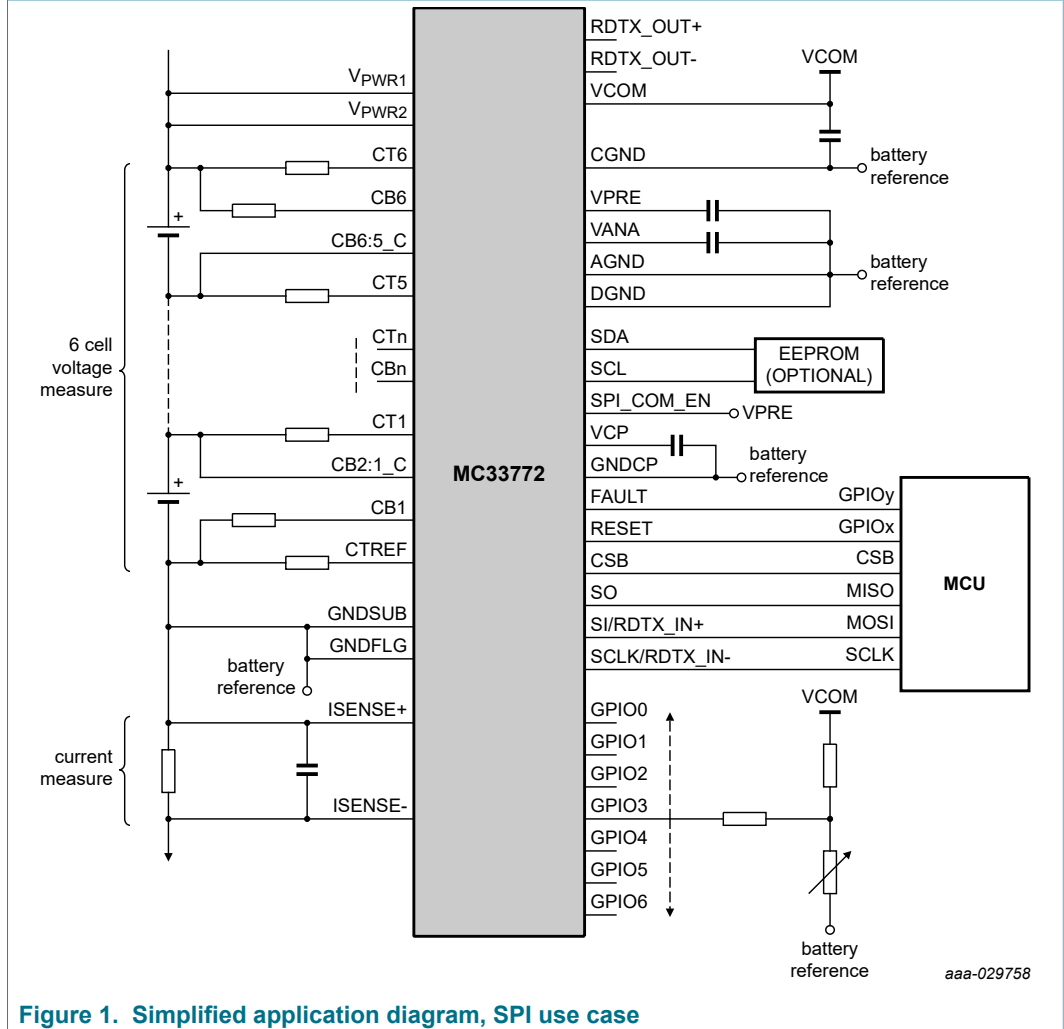 RDTX_OUT+
RDTX_OUT-
VCOM
VCOM
VPWR1
VPWR2
CT6
CGND
battery
reference
CB6
VPRE
+
CB6:5_C
VANA
AGND
battery
reference
CT5
DGND
6 cell
voltage
measure
CTn
CBn
SDA
SCL
EEPROM
(OPTIONAL)
SPI_COM_EN
VPRE
CT1
VCP
battery
reference
CB2:1_C
MC33772
GNDCP
+
FAULT
GPIOy
CB1
RESET
GPIOx
CTREF
CSB
CSB
MCU
SO
MISO
GNDSUB
SI/RDTX_IN+
MOSI
GNDFLG
SCLK/RDTX_IN-
SCLK
battery
reference
ISENSE+
GPIO0
VCOM
GPIO1
current
measure
GPIO2
ISENSE-
GPIO3
GPIO4
GPIO5
GPIO6
battery
reference
aaa-029758
Figure 1. Simplified application diagram, SPI use case